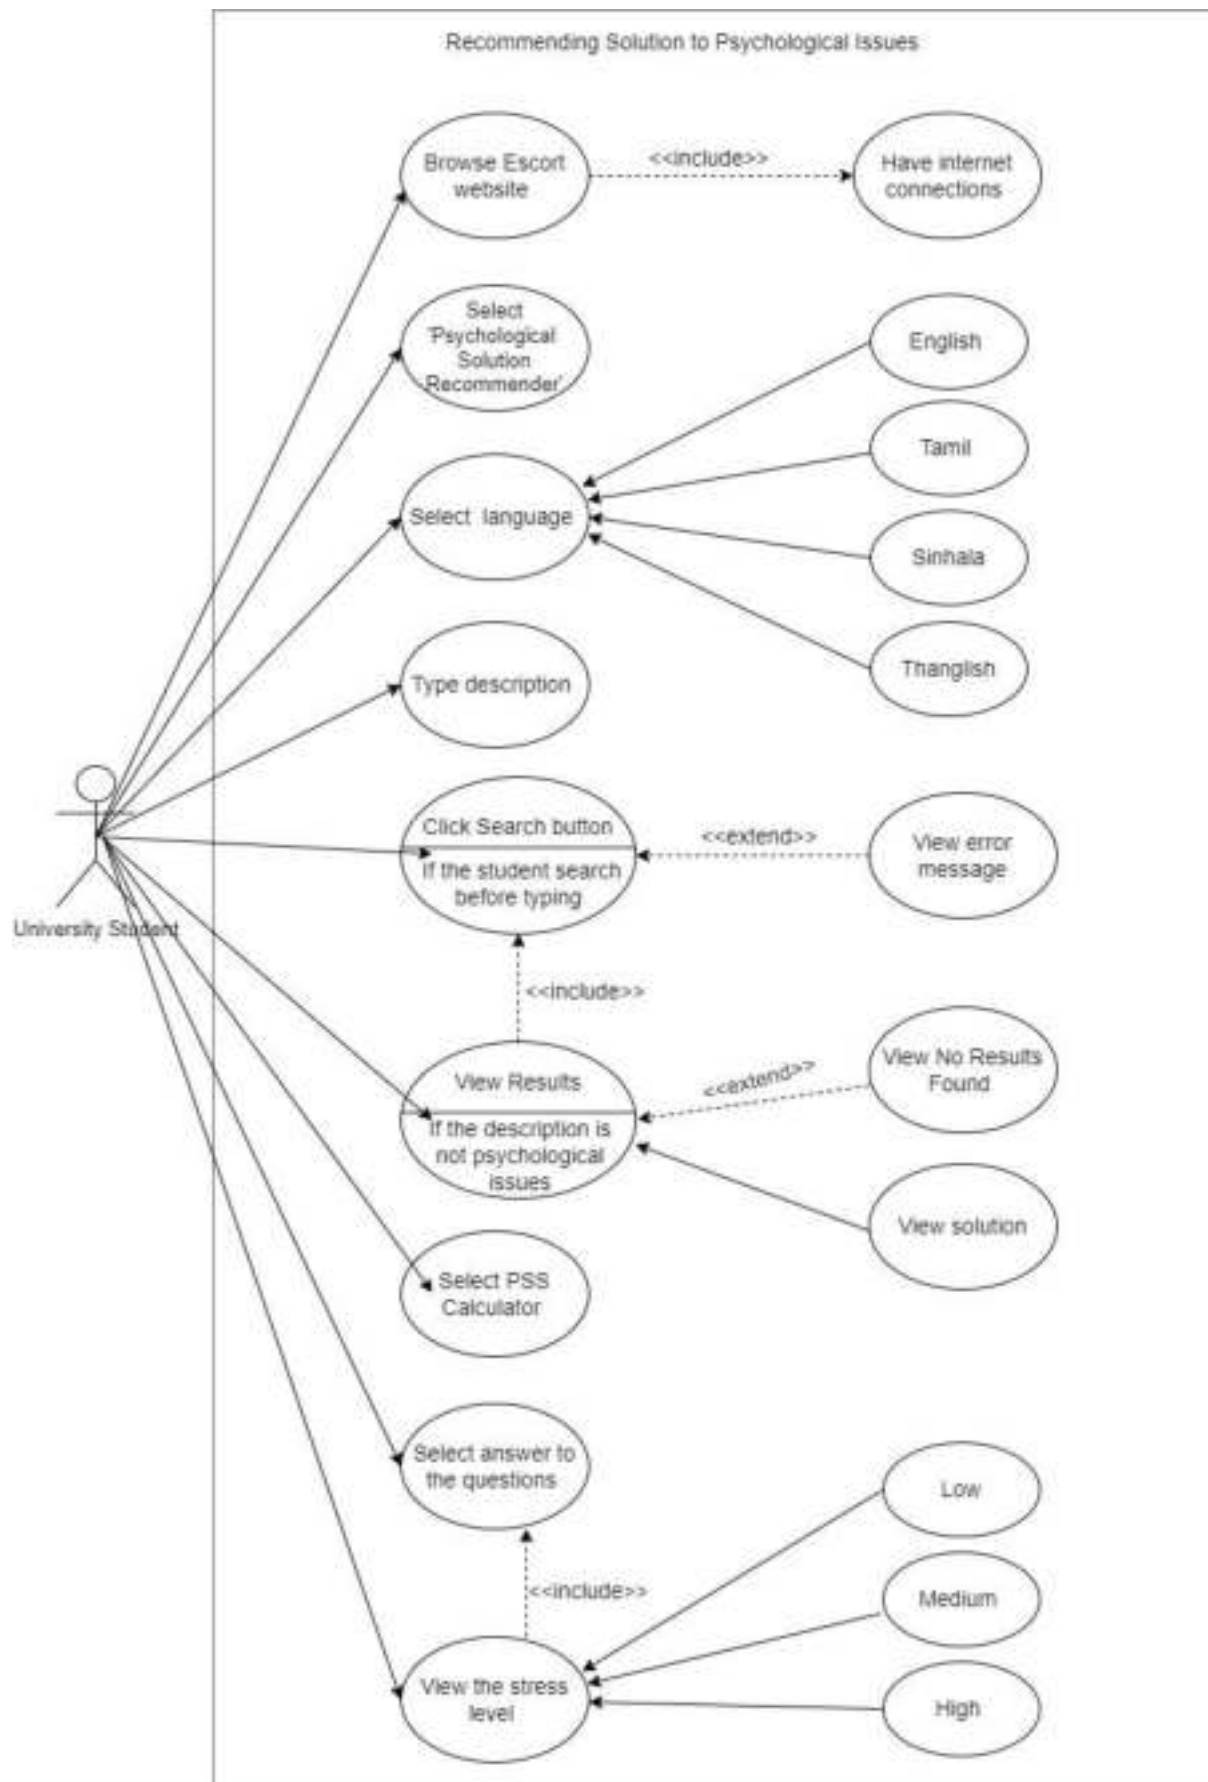 Recommending Solution to Psychological Issues
Browse Escort
website
<<include>>
Have internet
connections
Select
'Psychological
Solution
Recommender'
English
Tamil
Select language
Sinhala
Thanglish
Type description
Click Search button
If the student search
before typing
<<extend>>
View error
message
University Student
<<include>>
View Results
If the description is
not psychological
issues
<<extend>>
View No Results
Found
View solution
Select PSS
Calculator
Select answer to
the questions
<<include>>
Low
Medium
View the stress
level
High